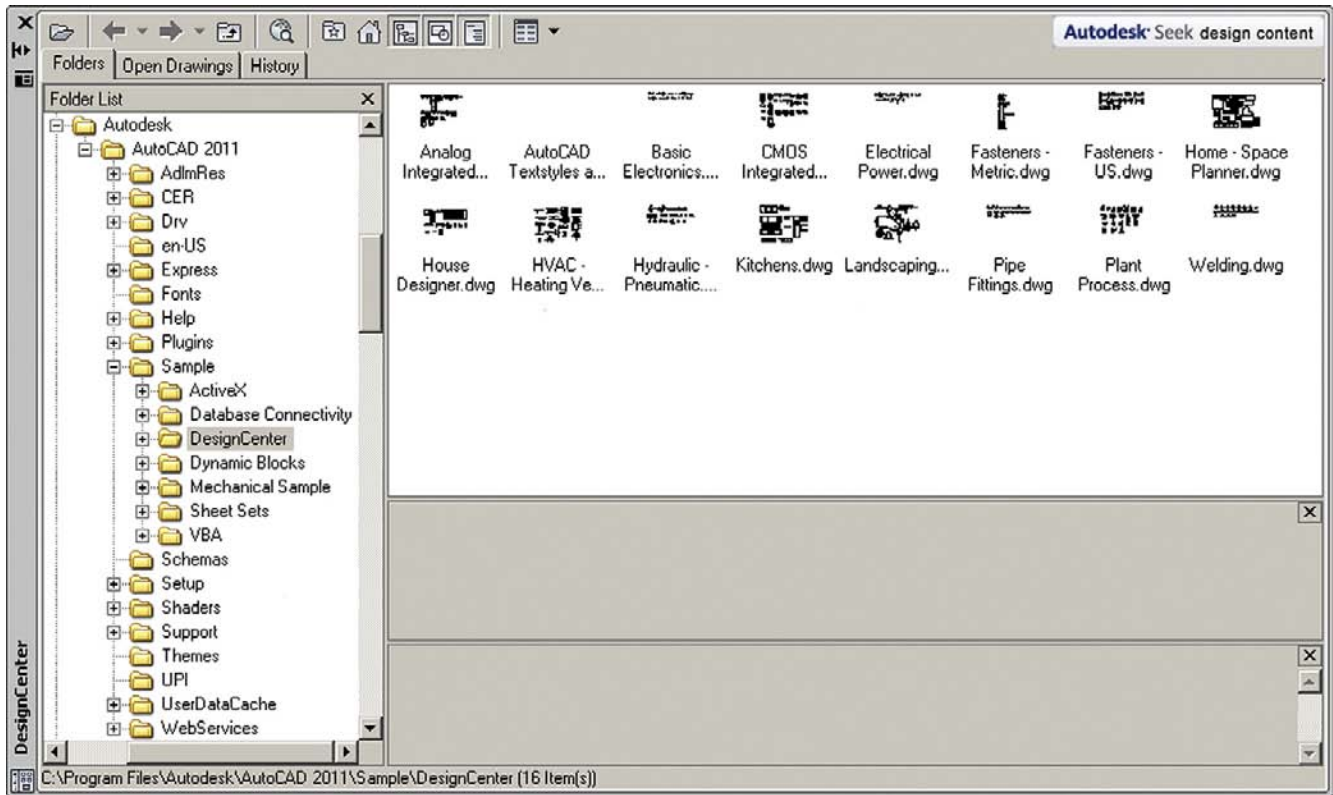 Autodesk® Seek design content
Folders
Open Drawings
History
Folder List
Autodesk
AutoCAD 2011
AdlmRes
CER
Drv
en-US
Express
Fonts
Help
Plugins
Sample
ActiveX
Database Connectivity
DesignCenter
Dynamic Blocks
Mechanical Sample
Sheet Sets
VBA
Schemas
Setup
Shaders
Support
Themes
UPI
UserDataCache
WebServices
Analog
Integrated...
AutoCAD
Textstyles a...
Basic
Electronics....
CMOS
Integrated...
Electrical
Power.dwg
Fasteners -
Metric.dwg
Fasteners -
US.dwg
Home - Space
Planner.dwg
House
Designer.dwg
HVAC -
Heating Ve...
Hydraulic -
Pneumatic....
Kitchens.dwg
Landscaping...
Pipe
Fittings.dwg
Plant
Process.dwg
Welding.dwg
DesignCenter
C:\Program Files\Autodesk\AutoCAD 2011\Sample\DesignCenter (16 Item(s))